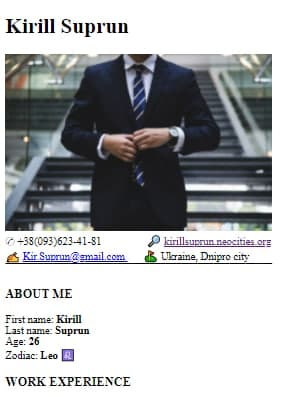 Kirill Suprun
✆ +38(093)623-41-81 🔎 kirillsuprun.neocities.org
✍ Kir.Suprun@gmail.com ⛳ Ukraine, Dnipro city
ABOUT ME
First name: Kirill
Last name: Suprun
Age: 26
Zodiac: Leo ♌
WORK EXPERIENCE